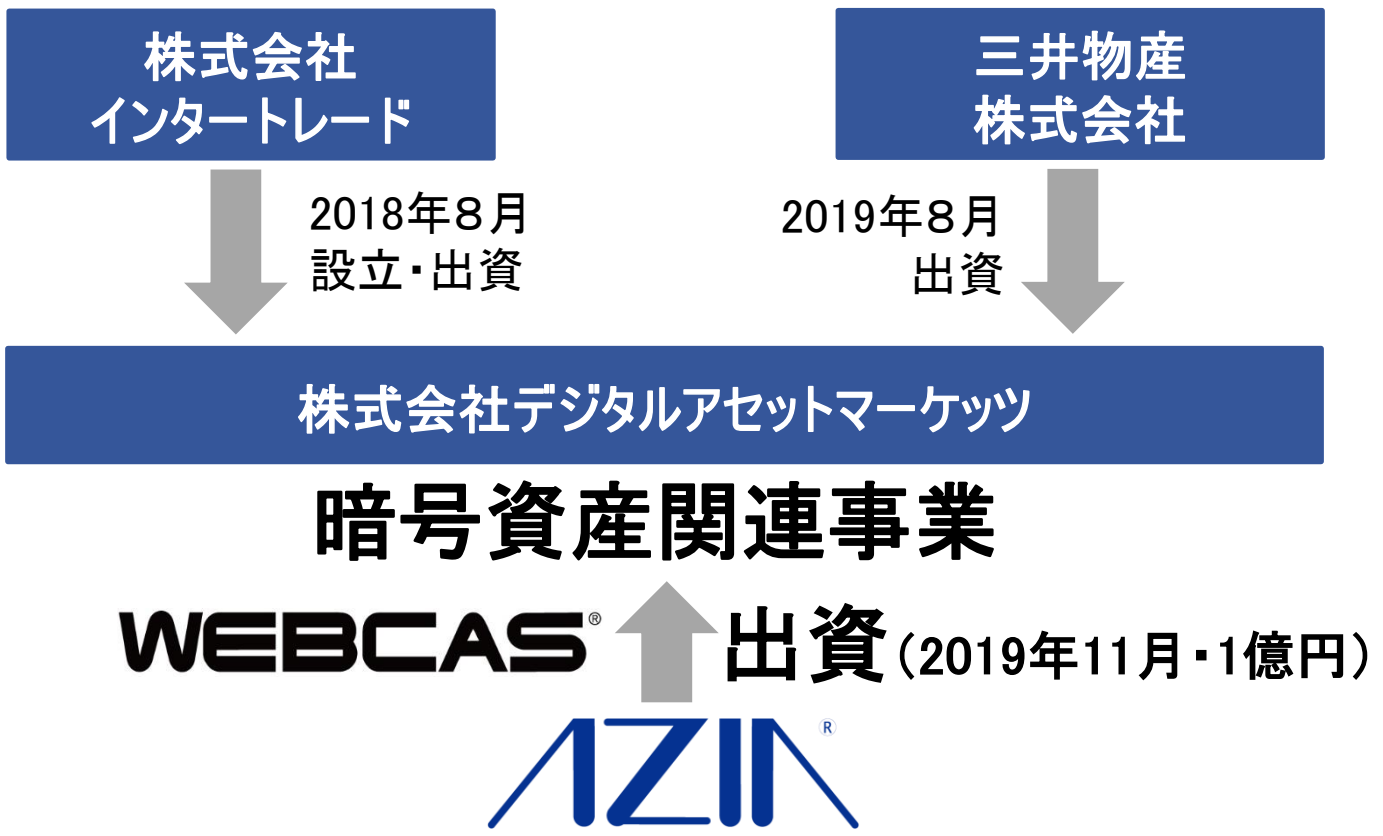 株式会社
インタートレード
三井物産
株式会社
2018年８月
設立・出資
2019年８月
出資
株式会社デジタルアセットマーケッツ
暗号資産関連事業
WEBCAS®
出資（2019年11月・1億円）
AZIA®